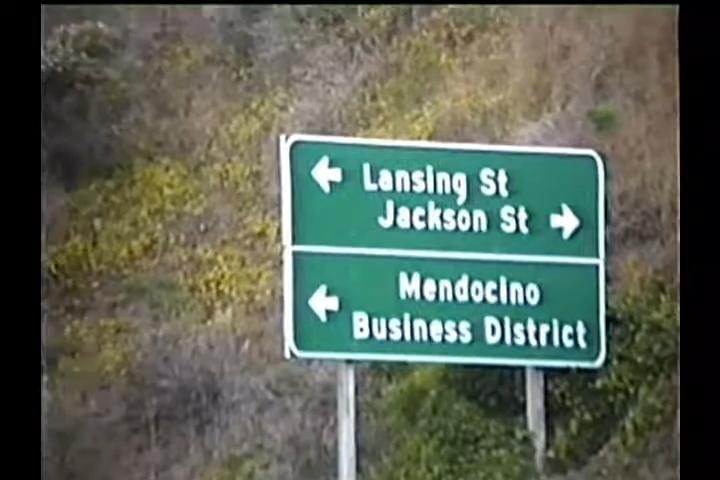 Lansing St
Jackson St
Mendocino
Business District